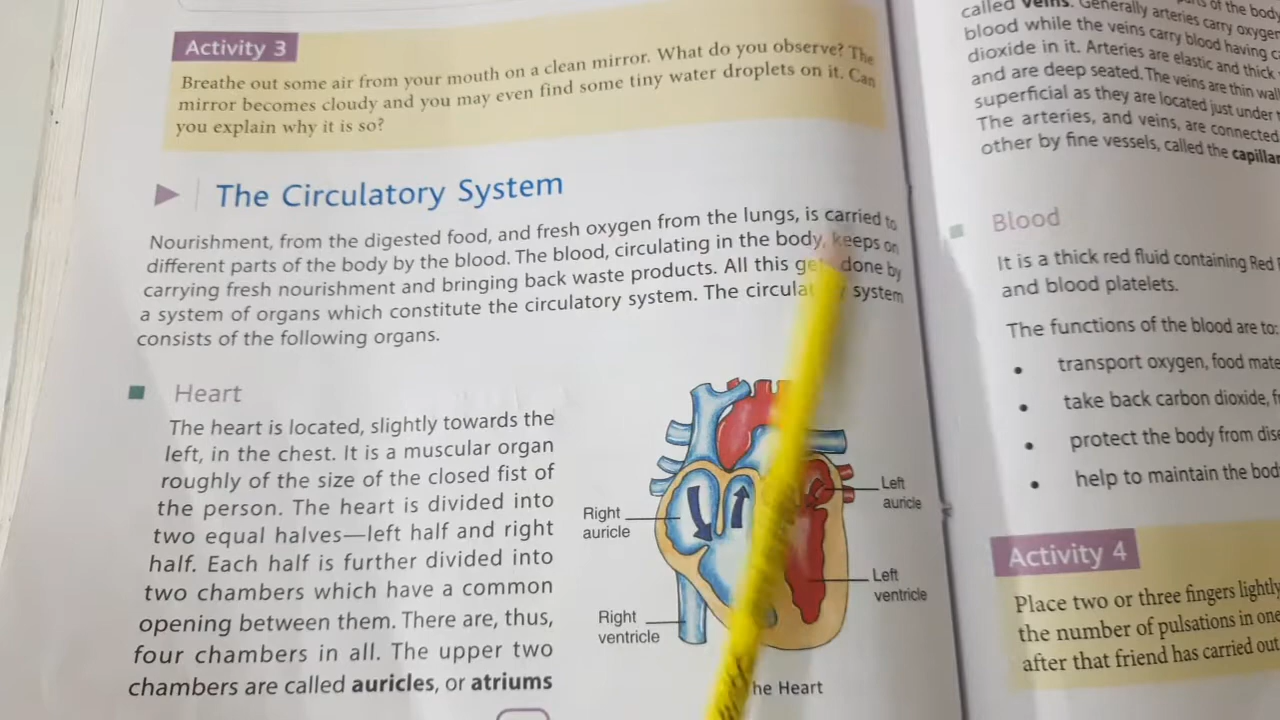 Activity 3
Breathe out some air from your mouth on a clean mirror. What do you observe? The
mirror becomes cloudy and you may even find some tiny water droplets on it. Can
you explain why it is so?
The Circulatory System
Nourishment, from the digested food, and fresh oxygen from the lungs, is carried to
different parts of the body by the blood. The blood, circulating in the body, keeps on
carrying fresh nourishment and bringing back waste products. All this done by
a system of organs which constitute the circulatory system. The system
consists of the following organs.
Heart
The heart is located, slightly towards the
left, in the chest. It is a muscular organ
roughly of the size of the closed fist of
the person. The heart is divided into
two equal halves—left half and right
half. Each half is further divided into
two chambers which have a common
opening between them. There are, thus,
four chambers in all. The upper two
chambers are called auricles, or atriums
Right
auricle
Right
ventricle
Left
auricle
Left
ventricle
Heart
of the body
called veins. Generally arteries carry
blood while the veins carry blood having
dioxide in it. Arteries are elastic and thick
and are deep seated. The veins are thin
superficial as they are located just under
The arteries, and veins, are connected
other by fine vessels, called the
Blood
It is a thick red fluid containing Red
and blood platelets.
The functions of the blood are to:
• transport oxygen, food
• take back carbon dioxide,
• protect the body from
• help to maintain the
Activity 4
Place two or three fingers lightly
the number of pulsations in one
after that friend has carried out